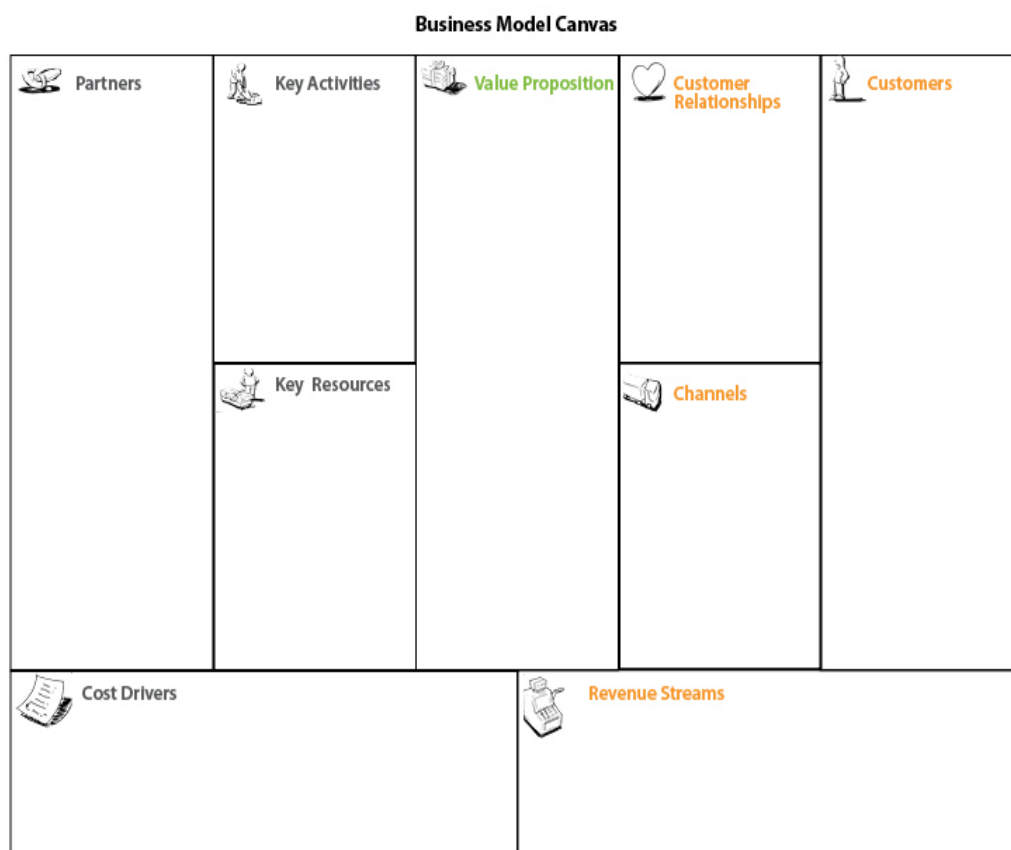 Business Model Canvas
Partners
Key Activities
Value Proposition
Customer
Relationships
Customers
Key Resources
Channels
Cost Drivers
Revenue Streams